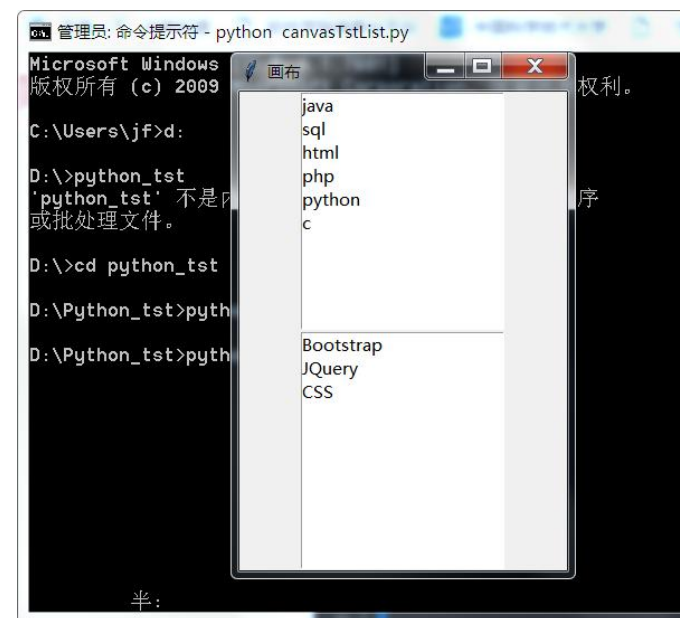 管理员: 命令提示符 - python canvasTstList.py
Microsoft Windows
版权所有 (c) 2009
权利。
C:\Users\jf>d:
D:\>python_tst
'python_tst' 不是
序
或批处理文件。
D:\>cd python_tst
D:\Python_tst>pyth
D:\Python_tst>pyth
半:
画布
java
sql
html
php
python
c
Bootstrap
JQuery
CSS